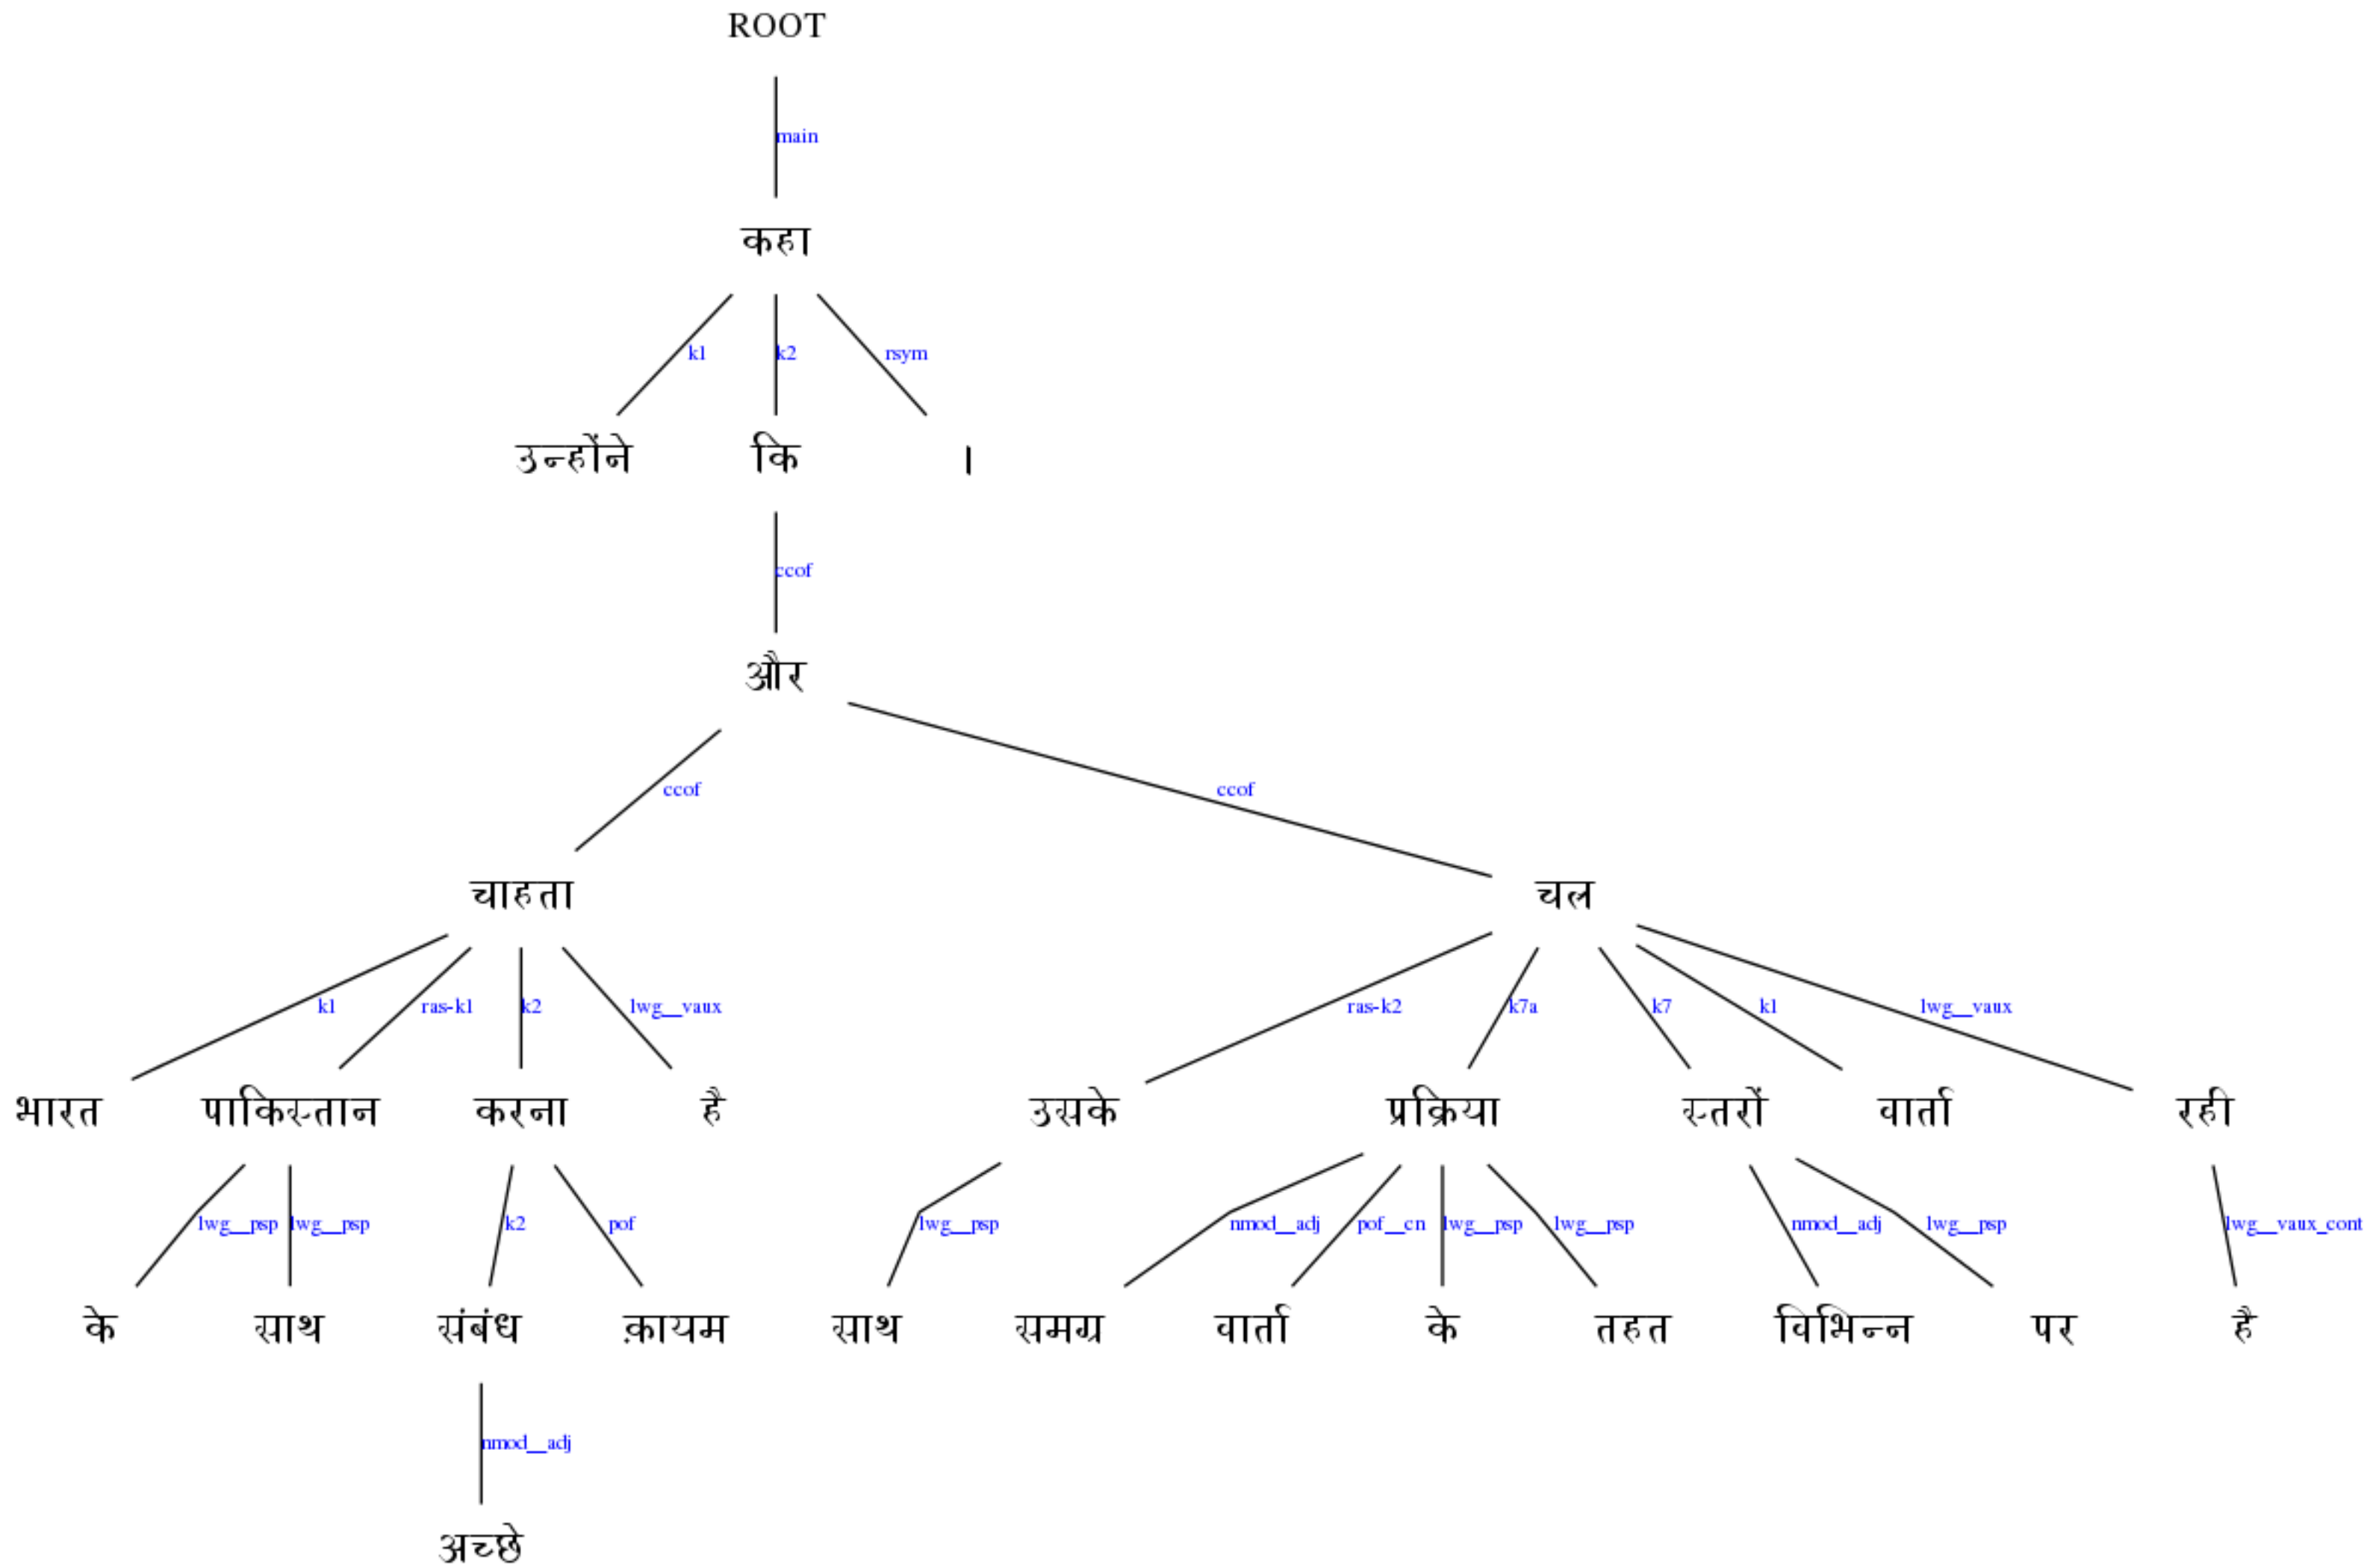 ROOT
main
कहा
k1 k2 rsym
उन्होंने कि ।
ccof
और
ccof ccof
चाहता चल
k1 ras-k1 k2 lwg__vaux ras-k2 k7a k7 k1 lwg__vaux
भारत पाकिस्तान करना है उसके प्रक्रिया स्तरों वार्ता रही
lwg__psp lwg__psp k2 pof lwg__psp nmod__adj pof__cn lwg__psp lwg__psp nmod__adj lwg__psp lwg__vaux_cont
के साथ संबंध क़ायम साथ समग्र वार्ता के तहत विभिन्न पर है
nmod__adj
अच्छे